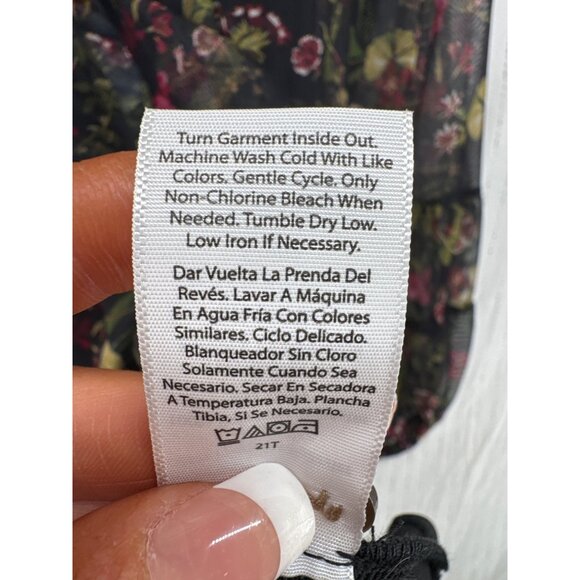 Turn Garment Inside Out.
Machine Wash Cold With Like
Colors. Gentle Cycle. Only
Non-Chlorine Bleach When
Needed. Tumble Dry Low.
Low Iron If Necessary.
Dar Vuelta La Prenda Del
Revés. Lavar A Máquina
En Agua Fría Con Colores
Similares. Ciclo Delicado.
Blanqueador Sin Cloro
Solamente Cuando Sea
Necesario. Secar En Secadora
A Temperatura Baja. Plancha
Tibia, Si Se Necesario.
21T